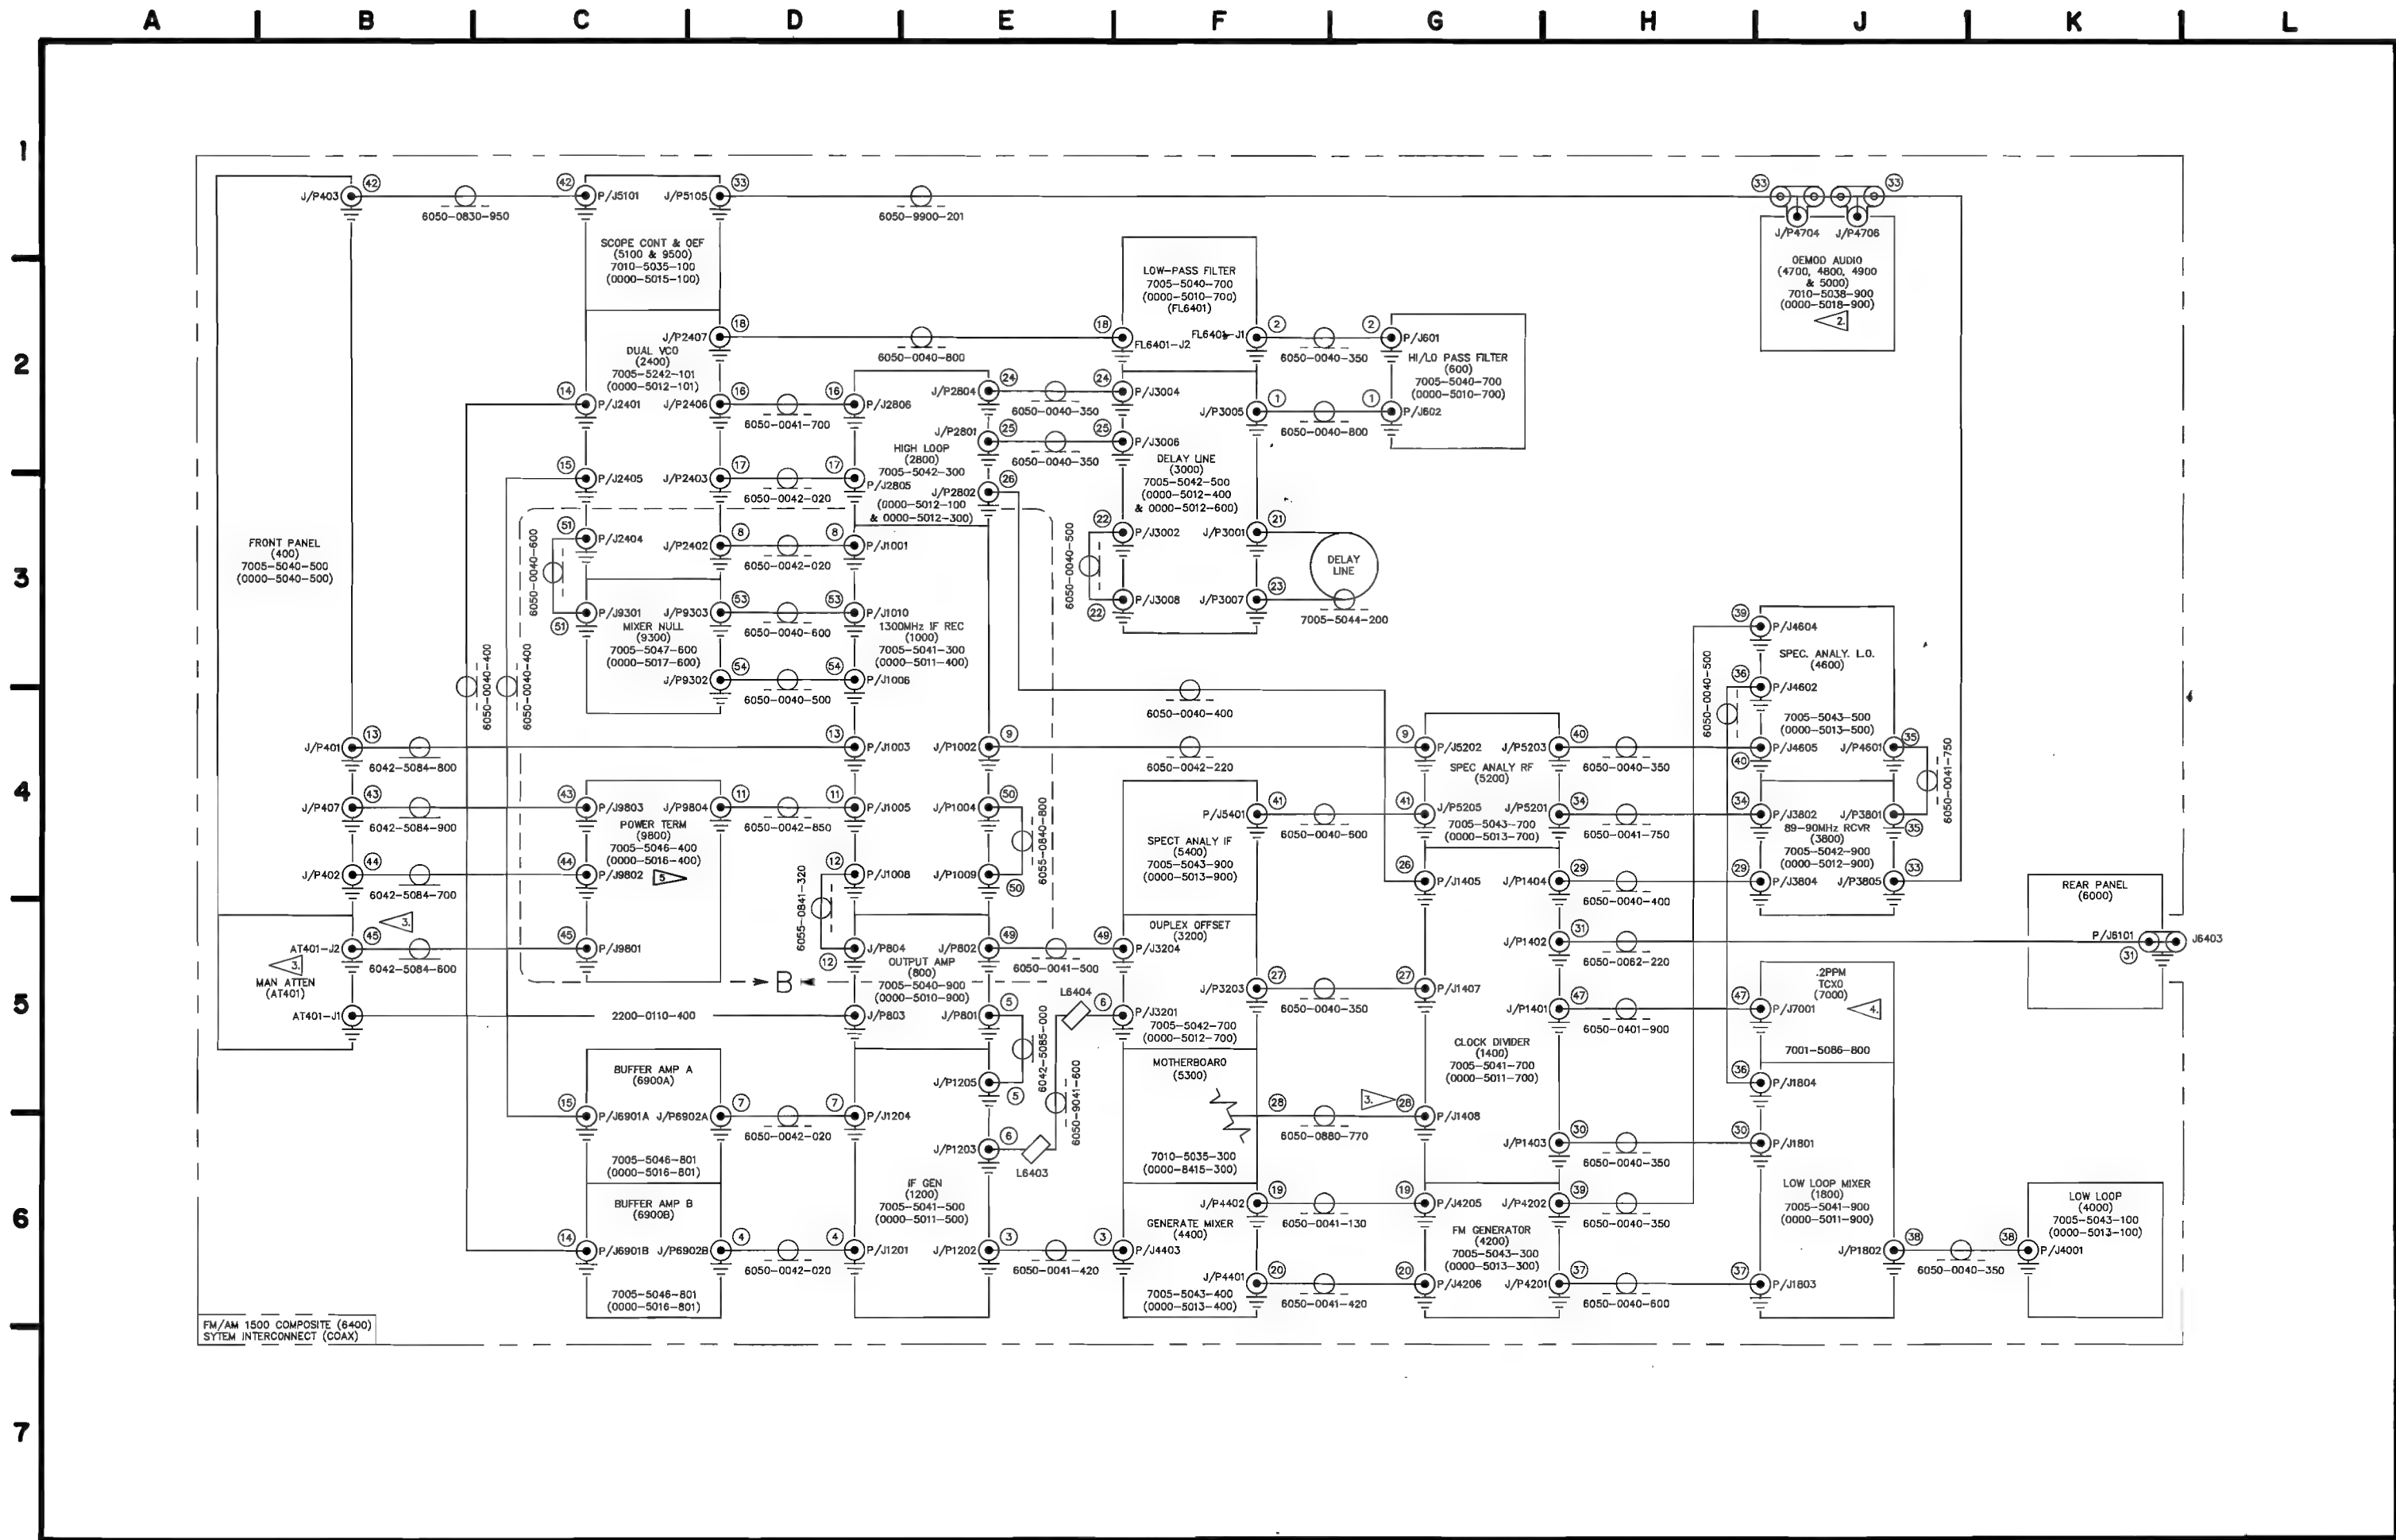 A B C D E F G H J K L
1
2
3
4
5
6
7
J/P403
42
6050-0830-950
42
P/J5101
J/P5105
33
6050-9900-201
33
33
J/P4704 J/P4706
SCOPE CONT & OEF
(5100 & 9500)
7010-5035-100
(0000-5015-100)
LOW-PASS FILTER
7005-5040-700
(0000-5010-700)
(FL6401)
OEMOD AUDIO
(4700, 4800, 4900
& 5000)
7010-5038-900
(0000-5018-900)
2.
J/P2407
18
6050-0040-800
18
FL6401-J2
FL6401-J1
2
6050-0040-350
2
P/J601
HI/LO PASS FILTER
(600)
7005-5040-700
(0000-5010-700)
DUAL VCO
(2400)
7005-5242-101
(0000-5012-101)
14
P/J2401
J/P2406
16
6050-0041-700
16
P/J2806
J/P2804
24
6050-0040-350
24
P/J3004
J/P3005
1
6050-0040-800
1
P/J602
J/P2801
25
6050-0040-350
25
P/J3006
HIGH LOOP
(2800)
7005-5042-300
(0000-5012-100
& 0000-5012-300)
DELAY LINE
(3000)
7005-5042-500
(0000-5012-400
& 0000-5012-600)
15
P/J2405
J/P2403
17
6050-0042-020
17
P/J2805
J/P2802
26
51
P/J2404
6050-0040-600
J/P2402
8
6050-0042-020
8
P/J1001
22
P/J3002
6050-0040-500
J/P3001
21
DELAY
LINE
FRONT PANEL
(400)
7005-5040-500
(0000-5040-500)
P/J9301
51
J/P9303
53
6050-0040-600
53
P/J1010
P/J3008
22
J/P3007
23
7005-5044-200
MIXER NULL
(9300)
7005-5047-600
(0000-5017-600)
1300MHz IF REC
(1000)
7005-5041-300
(0000-5011-400)
39
P/J4604
SPEC. ANALY. L.O.
(4600)
6050-0040-400
6050-0040-400
J/P9302
54
6050-0040-500
54
P/J1006
6050-0040-400
6050-0040-500
36
P/J4602
7005-5043-500
(0000-5013-500)
J/P401
13
6042-5084-800
13
P/J1003
J/P1002
9
6050-0042-220
9
P/J5202
J/P5203
40
6050-0040-350
P/J4605
40
J/P4601
35
6050-0041-750
SPEC ANALY RF
(5200)
J/P407
43
6042-5084-900
43
P/J9803
J/P9804
11
6050-0042-850
11
P/J1005
J/P1004
50
6055-0840-800
P/J5401
41
6050-0040-500
41
J/P5205
J/P5201
34
6050-0041-750
34
P/J3802
J/P3801
35
POWER TERM
(9800)
7005-5046-400
(0000-5016-400)
7005-5043-700
(0000-5013-700)
89-90MHz RCVR
(3800)
7005-5042-900
(0000-5012-900)
SPECT ANALY IF
(5400)
7005-5043-900
(0000-5013-900)
J/P402
44
6042-5084-700
44
P/J9802
5
6055-0841-320
12
P/J1008
J/P1009
50
26
P/J1405
J/P1404
29
6050-0040-400
29
P/J3804
J/P3805
33
REAR PANEL
(6000)
3.
AT401-J2
45
6042-5084-600
45
P/J9801
J/P804
12
J/P802
49
6050-0041-500
49
P/J3204
OUPLEX OFFSET
(3200)
J/P1402
31
6050-0062-220
P/J6101
31
J6403
3.
MAN ATTEN
(AT401)
B
OUTPUT AMP
(800)
7005-5040-900
(0000-5010-900)
J/P3203
27
6050-0040-350
27
P/J1407
.2PPM
TCXO
(7000)
4.
7001-5086-800
AT401-J1
2200-0110-400
J/P803
J/P801
5
6042-5085-000
L6404
6
P/J3201
7005-5042-700
(0000-5012-700)
J/P1401
47
6050-0401-900
47
P/J7001
BUFFER AMP A
(6900A)
J/P1205
5
6050-9041-600
MOTHERBOARD
(5300)
CLOCK DIVIDER
(1400)
7005-5041-700
(0000-5011-700)
36
P/J1804
15
P/J6901A
J/P6902A
7
6050-0042-020
7
P/J1204
28
6050-0880-770
3.
28
P/J1408
J/P1203
6
L6403
J/P1403
30
6050-0040-350
30
P/J1801
7005-5046-801
(0000-5016-801)
7010-5035-300
(0000-8415-300)
BUFFER AMP B
(6900B)
IF GEN
(1200)
7005-5041-500
(0000-5011-500)
J/P4402
19
6050-0041-130
19
P/J4205
J/P4202
39
6050-0040-350
LOW LOOP MIXER
(1800)
7005-5041-900
(0000-5011-900)
LOW LOOP
(4000)
7005-5043-100
(0000-5013-100)
GENERATE MIXER
(4400)
FM GENERATOR
(4200)
7005-5043-300
(0000-5013-300)
14
P/J6901B
J/P6902B
4
6050-0042-020
4
P/J1201
J/P1202
3
6050-0041-420
3
P/J4403
J/P1802
38
6050-0040-350
38
P/J4001
7005-5046-801
(0000-5016-801)
J/P4401
7005-5043-400
(0000-5013-400)
20
6050-0041-420
20
P/J4206
J/P4201
37
6050-0040-600
37
P/J1803
FM/AM 1500 COMPOSITE (6400)
SYTEM INTERCONNECT (COAX)